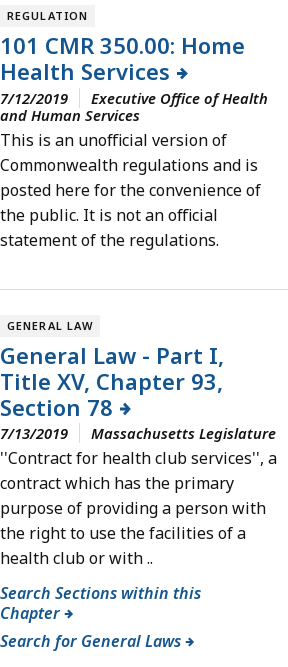 REGULATION
101 CMR 350.00: Home
Health Services
7/12/2019 Executive Office of Health
and Human Services
This is an unofficial version of
Commonwealth regulations and is
posted here for the convenience of
the public. It is not an official
statement of the regulations.
GENERAL LAW
General Law - Part I,
Title XV, Chapter 93,
Section 78
7/13/2019 Massachusetts Legislature
''Contract for health club services'', a
contract which has the primary
purpose of providing a person with
the right to use the facilities of a
health club or with ..
Search Sections within this
Chapter
Search for General Laws